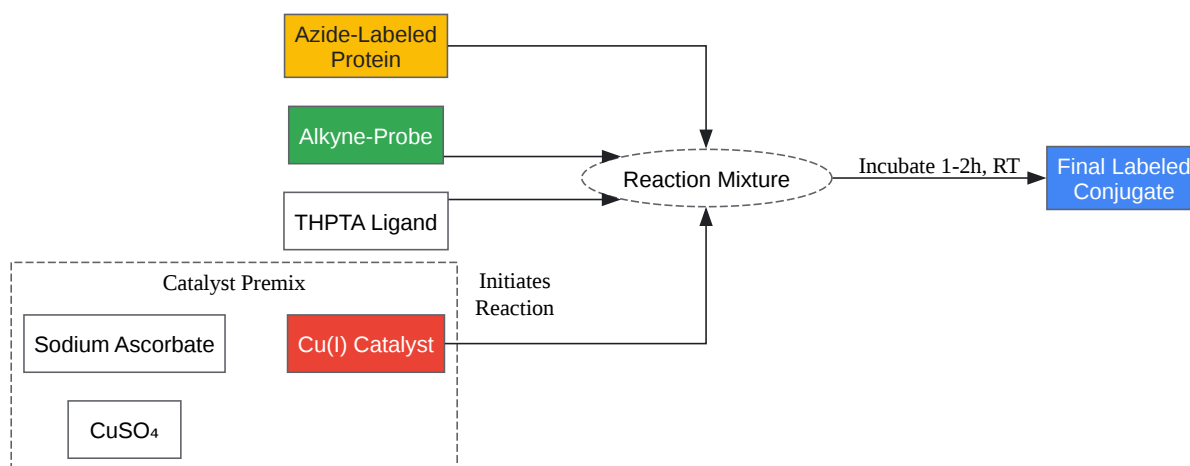 Azide-Labeled
Protein
Alkyne-Probe
THPTA Ligand
Reaction Mixture
Incubate 1-2h, RT
Final Labeled
Conjugate
Catalyst Premix
Initiates
Reaction
Sodium Ascorbate
Cu(I) Catalyst
CuSO₄